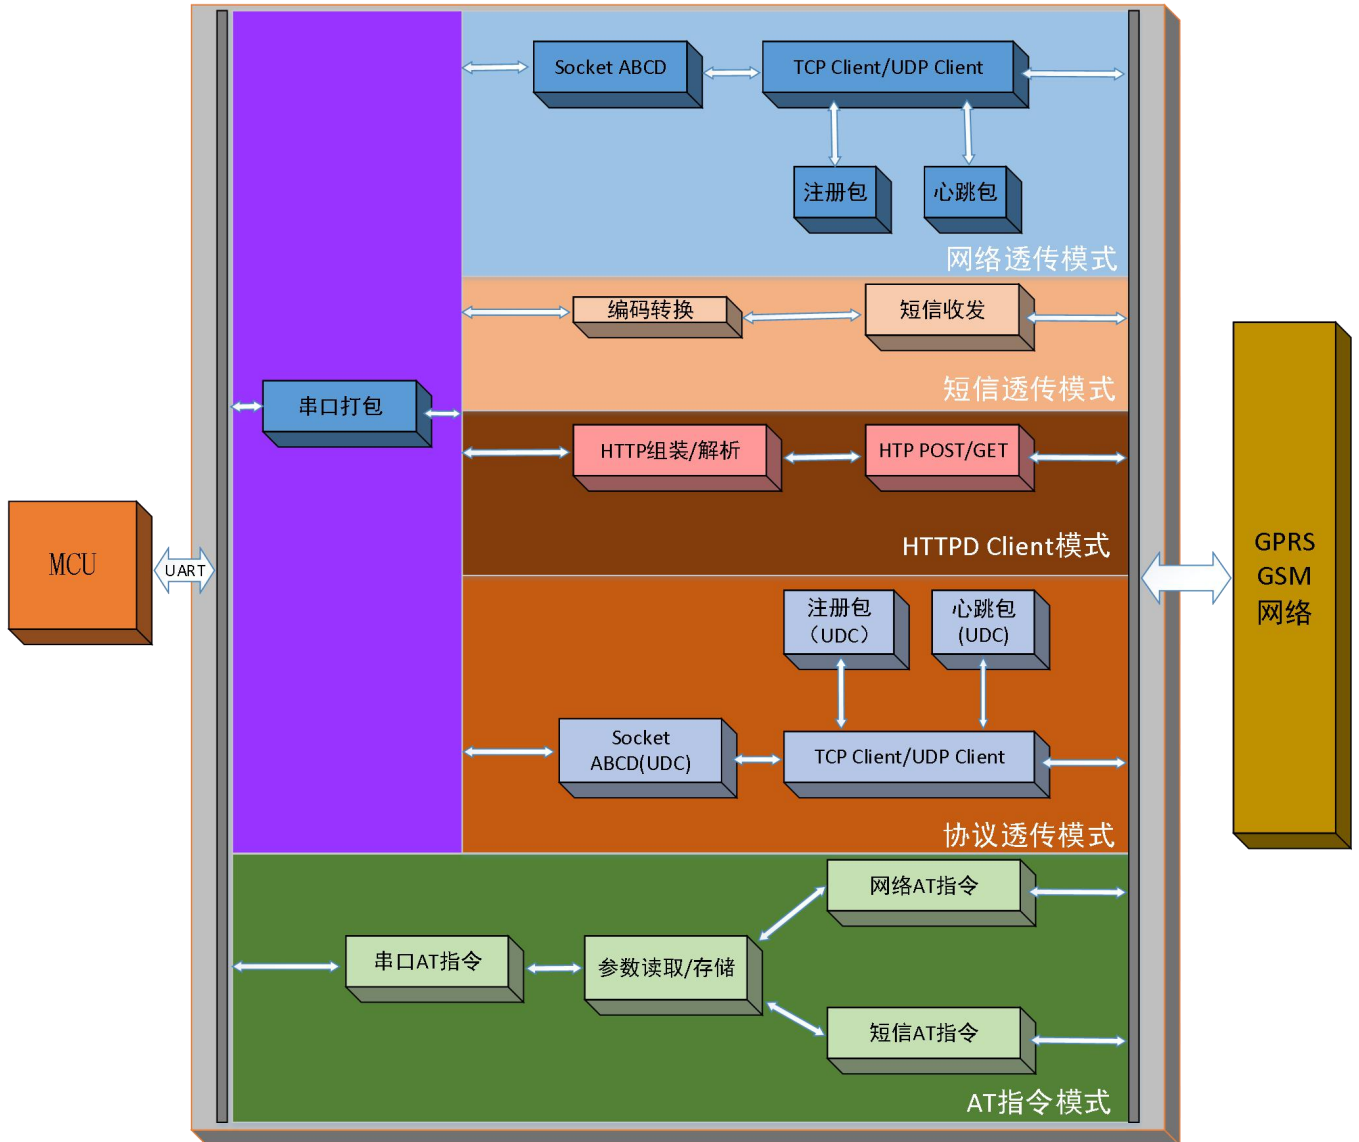 Socket ABCD
TCP Client/UDP Client
注册包
心跳包
网络透传模式
编码转换
短信收发
短信透传模式
串口打包
HTTP组装/解析
HTP POST/GET
HTTPD Client模式
MCU
UART
GPRS
GSM
网络
注册包
（UDC）
心跳包
(UDC)
Socket
ABCD(UDC)
TCP Client/UDP Client
协议透传模式
网络AT指令
串口AT指令
参数读取/存储
短信AT指令
AT指令模式